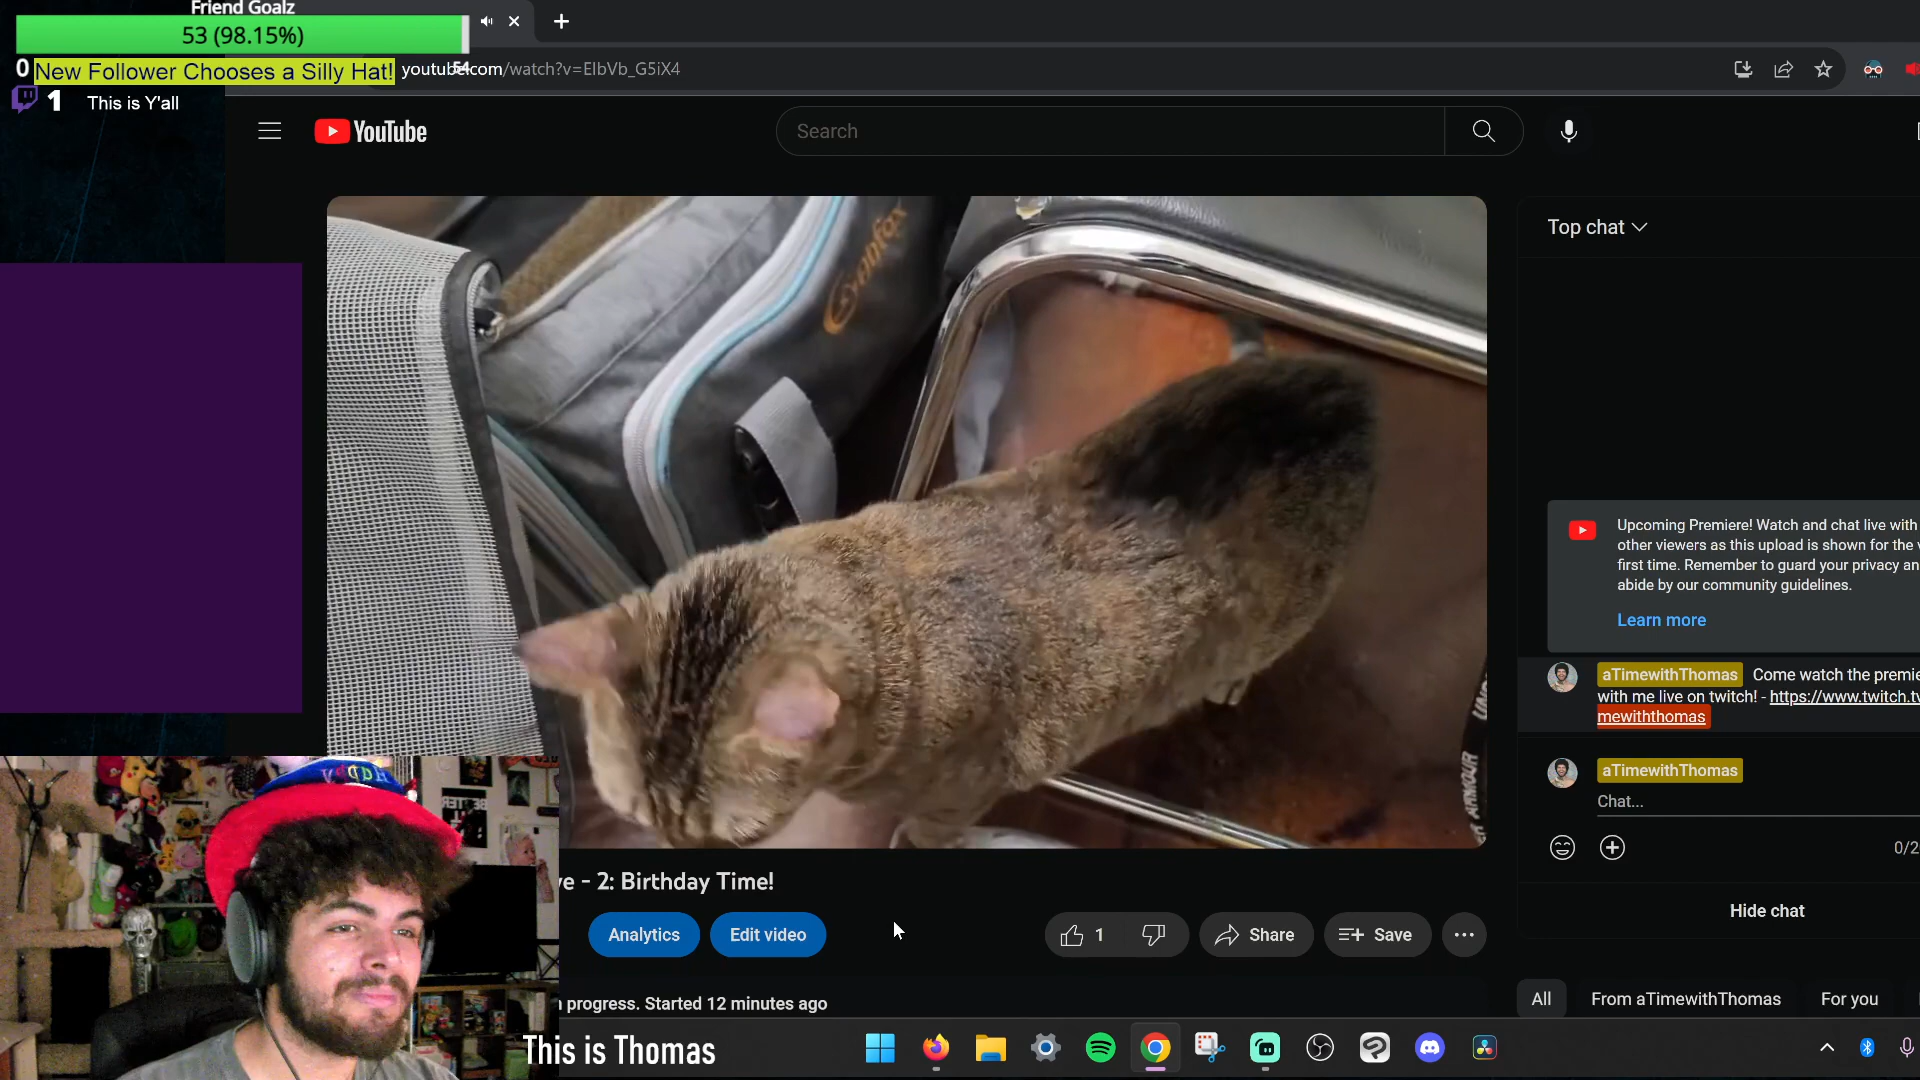 Friend Goalz
53 (98.15%)
0
54
New Follower Chooses a Silly Hat!
youtube.com/watch?v=EIbVb_G5iX4
1 This is Y'all
YouTube
Search
Top chat
Gonbfox
Upcoming Premiere! Watch and chat live with
other viewers as this upload is shown for the v
first time. Remember to guard your privacy an
abide by our community guidelines.
Learn more
aTimewithThomas Come watch the premie
with me live on twitch! - https://www.twitch.tv
mewiththomas
aTimewithThomas
Chat...
0/2
Hide chat
ve - 2: Birthday Time!
Analytics
Edit video
1
Share
Save
progress. Started 12 minutes ago
All
From aTimewithThomas
For you
This is Thomas